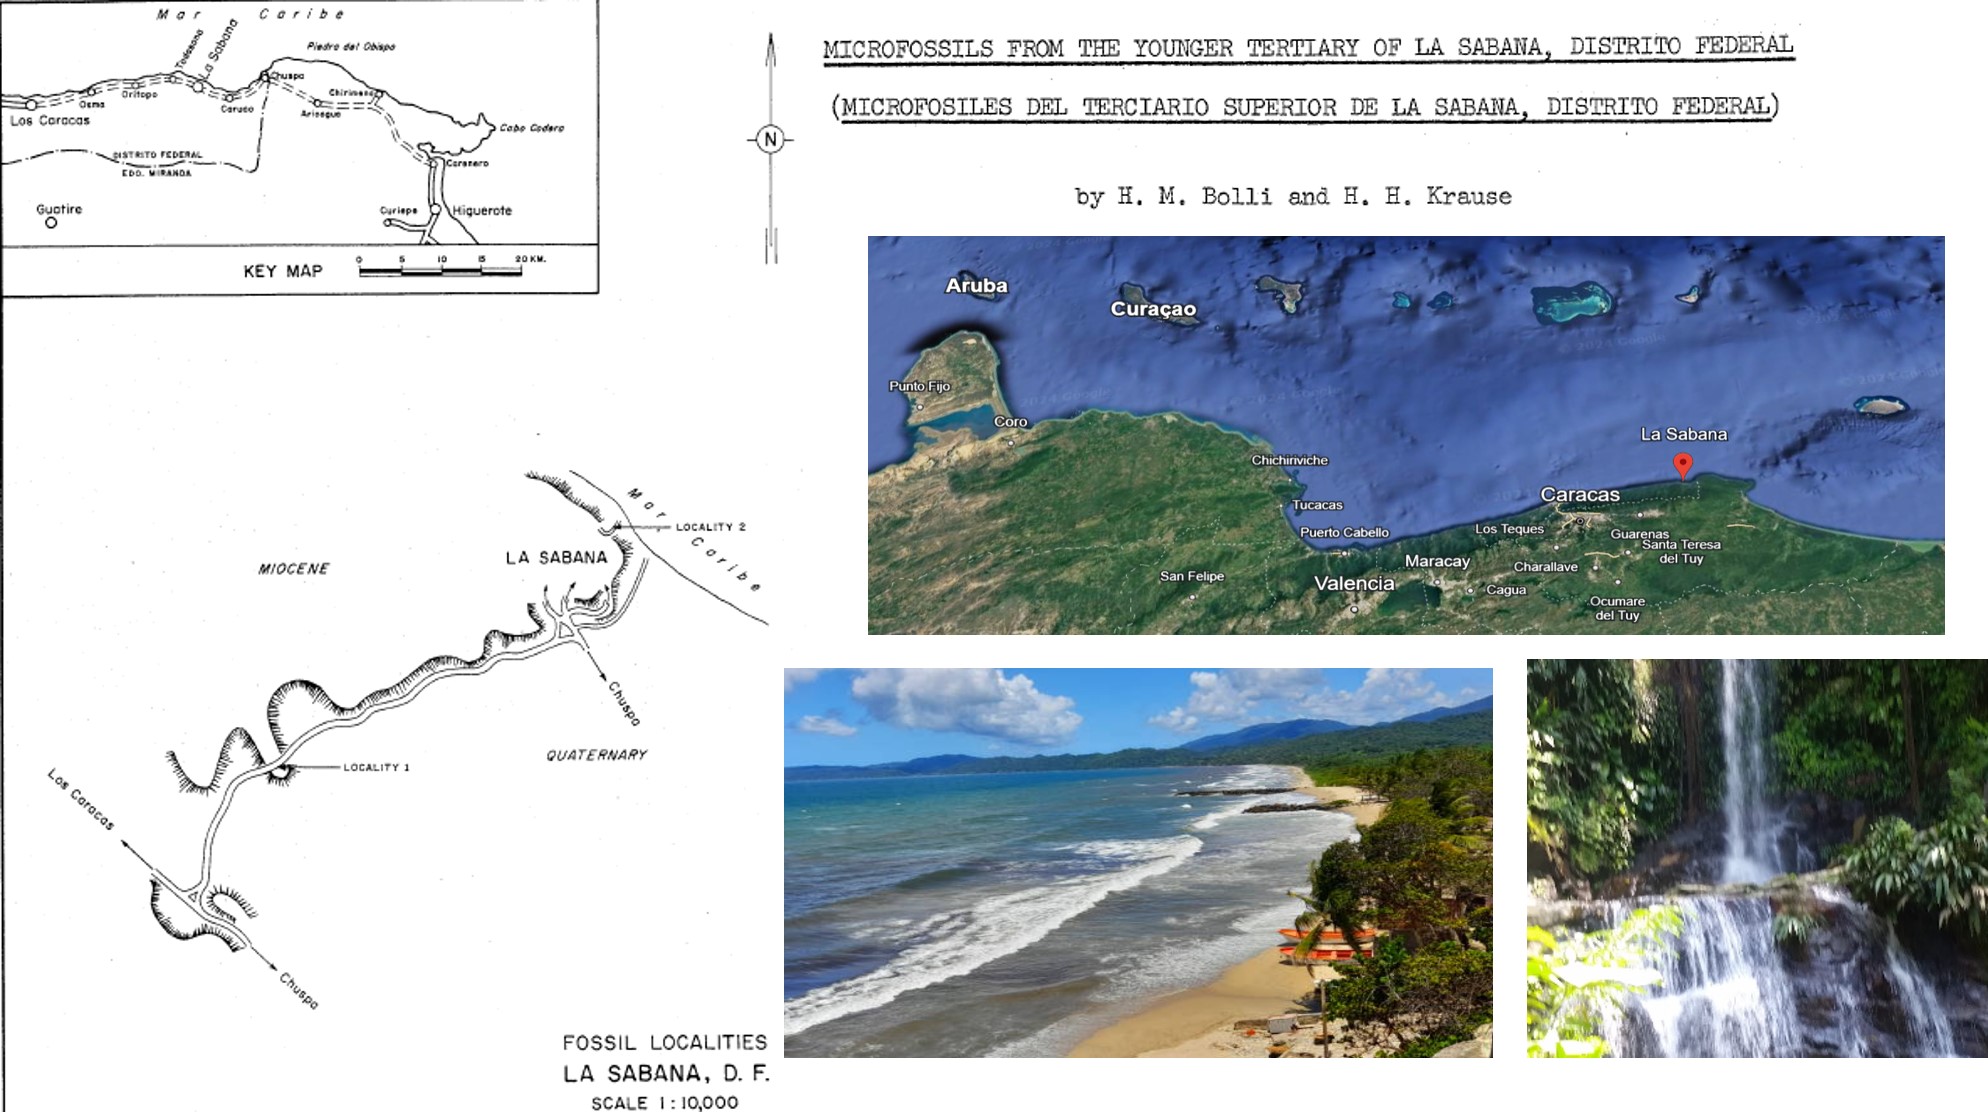 Mar Caribe
Todasana
La Sabana
Piedra del Obispo
Chuspa
Osma
Oritapo
Caruao
Chirimena
Aricagua
Los Caracas
Cabo Codera
DISTRITO FEDERAL
EDO. MIRANDA
Carenero
Guatire
Curiepe
Higuerote
KEY MAP
0 5 10 15 20 KM.
N
MICROFOSSILS FROM THE YOUNGER TERTIARY OF LA SABANA, DISTRITO FEDERAL
(MICROFOSILES DEL TERCIARIO SUPERIOR DE LA SABANA, DISTRITO FEDERAL)
by H. M. Bolli and H. H. Krause
Aruba
Curaçao
Punto Fijo
Coro
La Sabana
Chichiriviche
Caracas
Tucacas
Puerto Cabello
Los Teques
Guarenas
Santa Teresa
del Tuy
Maracay
Charallave
San Felipe
Valencia
Cagua
Ocumare
del Tuy
Mar Caribe
LOCALITY 2
LA SABANA
MIOCENE
Chuspa
QUATERNARY
LOCALITY 1
Los Caracas
Chuspa
FOSSIL LOCALITIES
LA SABANA, D. F.
SCALE 1:10,000